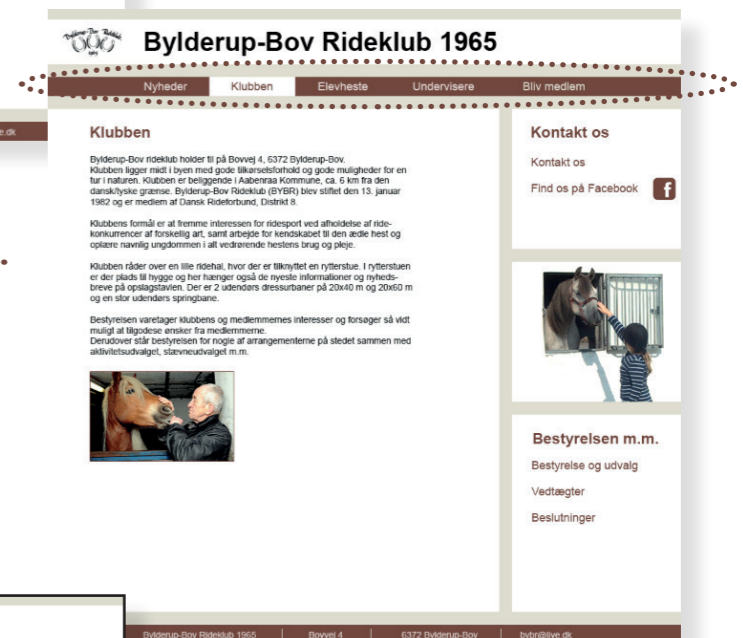 Bylderup-Bov Rideklub 1965
Nyheder Klubben Elevheste Undervisere Bliv medlem
Klubben
Bylderup-Bov rideklub holder til på Bovvej 4, 6372 Bylderup-Bov.
Klubben ligger midt i byen med gode tilkørselsforhold og gode muligheder for en
tur i naturen. Klubben er beliggende i Aabenraa Kommune, ca. 6 km fra den
dansk/tyske grænse. Bylderup-Bov Rideklub (BYBR) blev stiftet den 13. januar
1982 og er medlem af Dansk Rideforbund, Distrikt 8.
Klubbens formål er at fremme interessen for ridesport ved afholdelse af ride-
konkurrencer af forskellig art, samt arbejde for kendskabet til den ædle hest og
oplære navnlig ungdommen i alt vedrørende hestens brug og pleje.
Klubben råder over en lille ridehal, hvor der er tilknyttet en rytterstue. I rytterstuen
er der plads til hygge og her hænger også de nyeste informationer og nyheds-
breve på opslagstavlen. Der er 2 udendørs dressurbaner på 20x40 m og 20x60 m
og en stor udendørs springbane.
Bestyrelsen varetager klubbens og medlemmernes interesser og forsøger så vidt
muligt at tilgodese ønsker fra medlemmerne.
Derudover står bestyrelsen for nogle af arrangementerne på stedet sammen med
aktivitetsudvalget, stævneudvalget m.m.
Kontakt os
Kontakt os
Find os på Facebook f
Bestyrelsen m.m.
Bestyrelse og udvalg
Vedtægter
Beslutninger
e.dk
Bylderup-Bov Rideklub 1965 | Bovvej 4 | 6372 Bylderup-Bov | bybr@live.dk